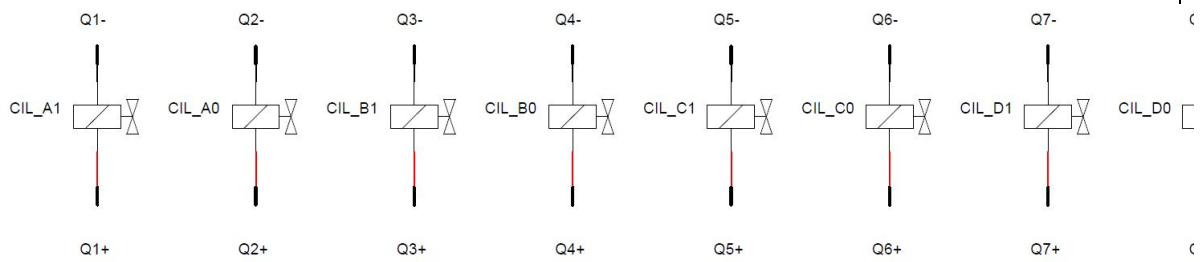 Q1- Q2- Q3- Q4- Q5- Q6- Q7-
CIL_A1 CIL_A0 CIL_B1 CIL_B0 CIL_C1 CIL_C0 CIL_D1 CIL_D0
Q1+ Q2+ Q3+ Q4+ Q5+ Q6+ Q7+